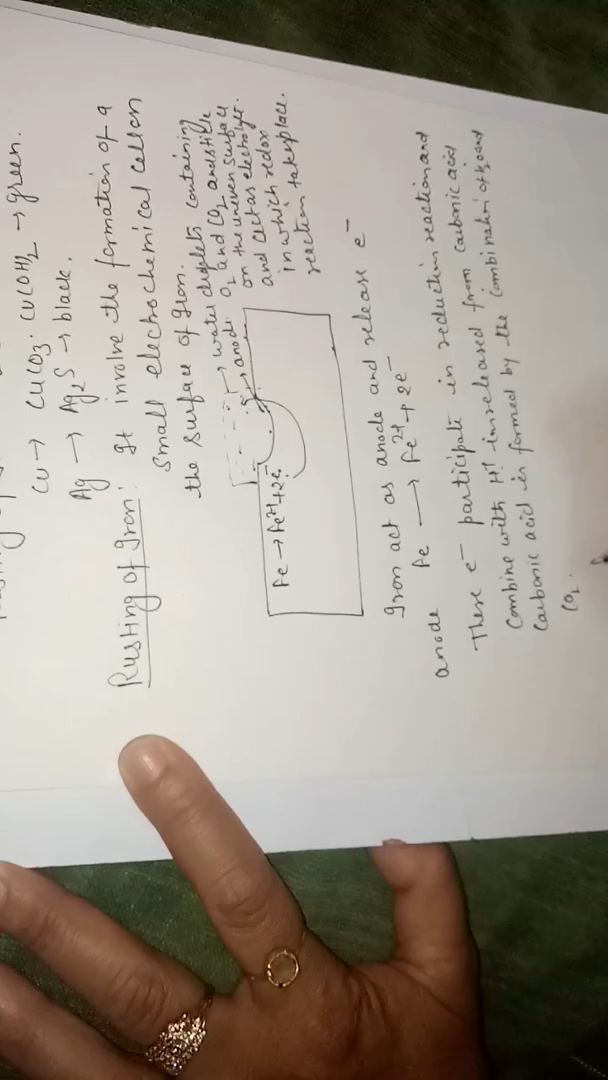 Cu → CuCO3. Cu(OH)2 → green.
Ag → Ag2S → black.
Rusting of Iron: It involve the formation of a
Small electrochemical cell on
the surface of Iron.
→ water droplets containing
→ anode O2 and CO2 and still
on the uneven surface
and act as electrolyte.
in which redox
reaction takes place.
Fe → Fe2+ + 2e-
Iron act as anode and release e-
anode Fe → Fe2+ + 2e-
These e- participate in reduction reaction and
Combine with H+ is released from carbonic acid
Carbonic acid is formed by the Combination of H2O and
CO2.